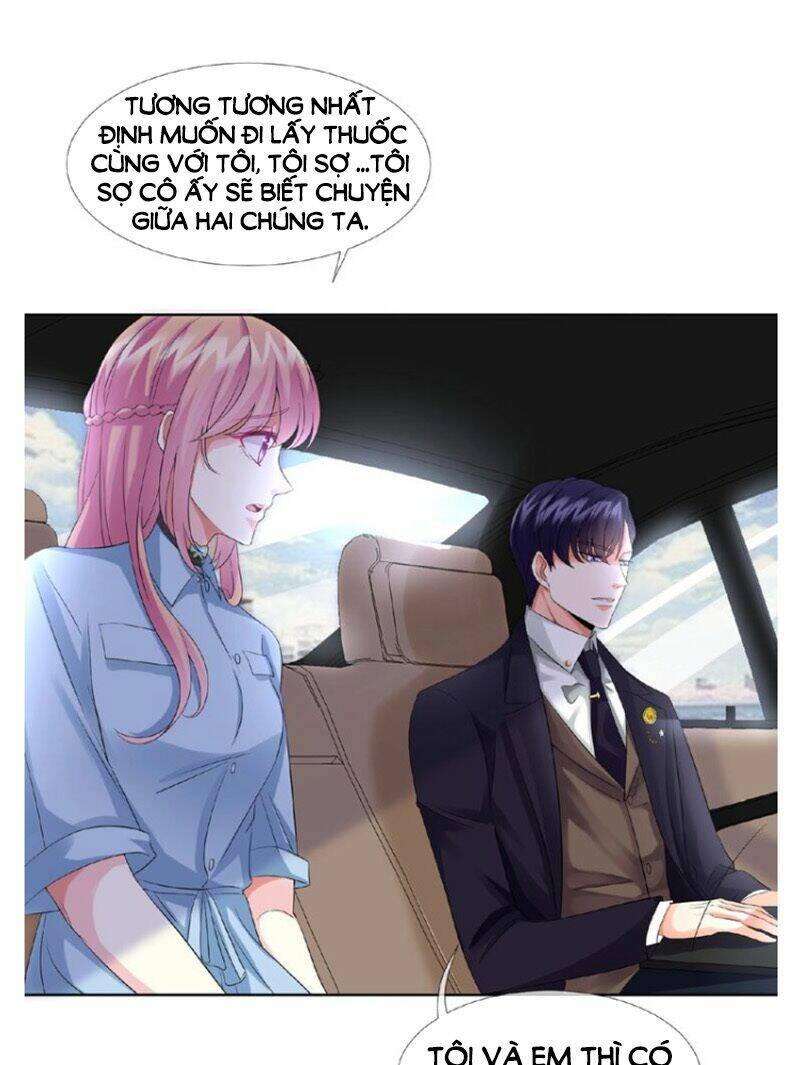 TƯƠNG TƯƠNG NHẤT
ĐỊNH MUỐN ĐI LẤY THUỐC
CÙNG VỚI TÔI, TÔI SỢ ...TÔI
SỢ CÔ ẤY SẼ BIẾT CHUYỆN
GIỮA HAI CHÚNG TA.
TÔI VÀ EM THÌ CÓ